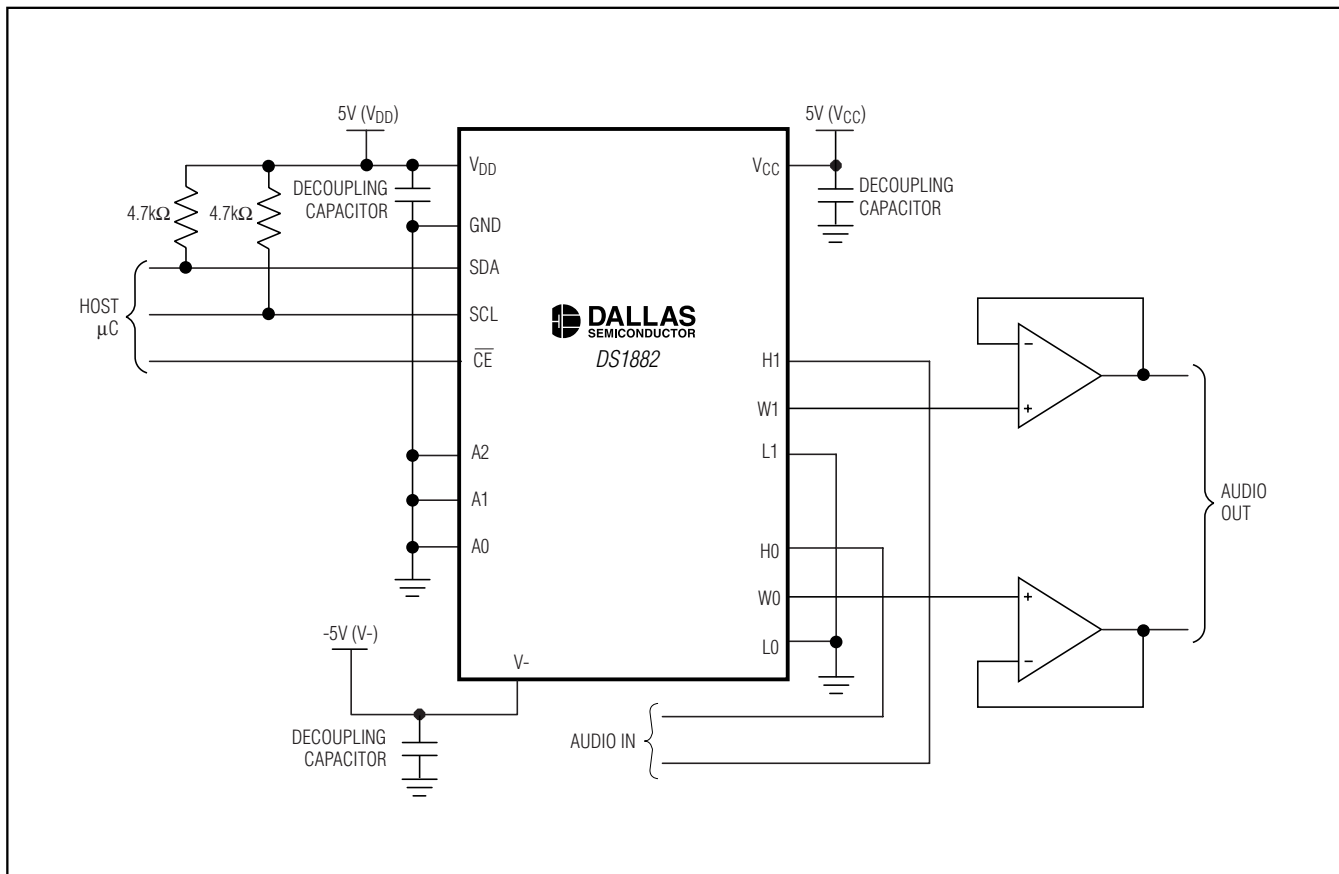 5V (VDD)
5V (VCC)
VDD
VCC
DECOUPLING
CAPACITOR
DECOUPLING
CAPACITOR
4.7kΩ
4.7kΩ
GND
SDA
HOST
µC
SCL
CE
DALLAS
SEMICONDUCTOR
DS1882
H1
W1
L1
-
+
A2
A1
A0
H0
W0
L0
+
-
AUDIO
OUT
-5V (V-)
V-
DECOUPLING
CAPACITOR
AUDIO IN